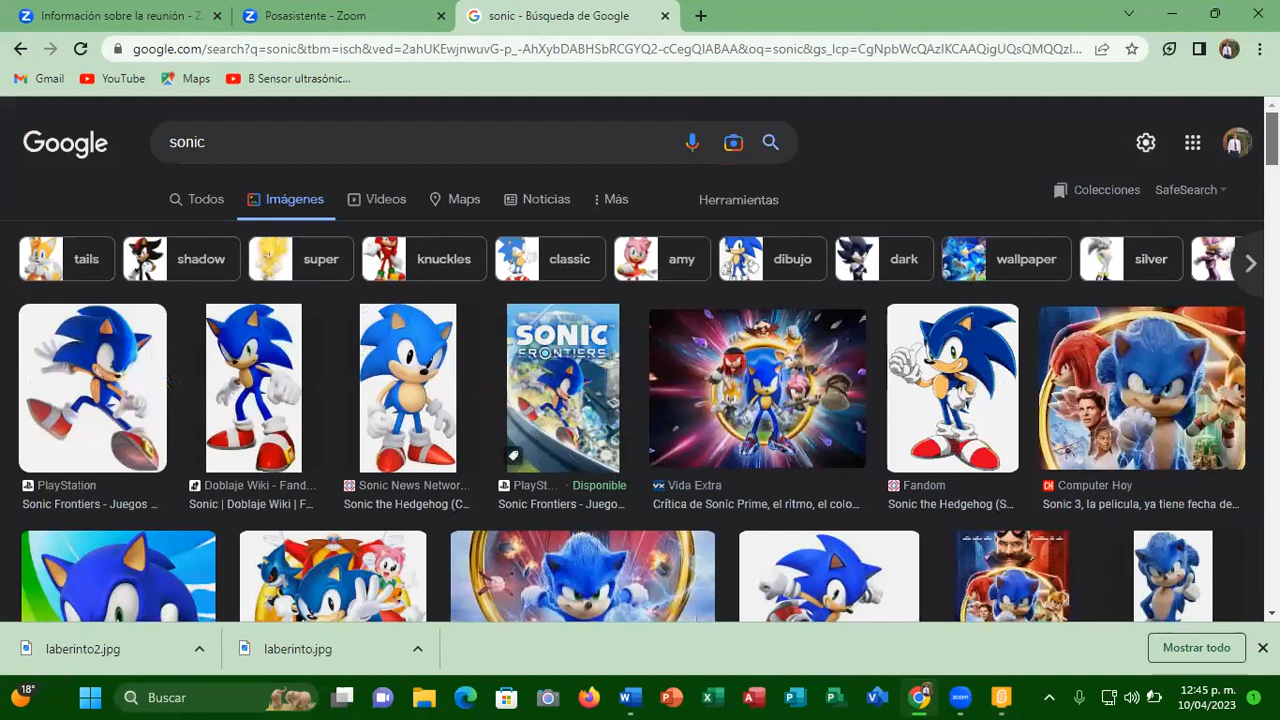 Información sobre la reunión - Z
Posasistente - Zoom
sonic - Búsqueda de Google
google.com/search?q=sonic&tbm=isch&ved=2ahUKEwjnwuvG-p_-AhXybDABHSbRCGYQ2-cCegQIABAA&oq=sonic&gs_lcp=CgNpbWcQAzIKCAAQigUQsQMQQzI...
Gmail
YouTube
Maps
B Sensor ultrasónic...
Google
sonic
Todos
Imágenes
Videos
Maps
Noticias
Más
Herramientas
Colecciones
SafeSearch
tails
shadow
super
knuckles
classic
amy
dibujo
dark
wallpaper
silver
SONIC
FRONTIERS
PlayStation
Sonic Frontiers - Juegos ...
Doblaje Wiki - Fand...
Sonic | Doblaje Wiki | F...
Sonic News Networ...
Sonic the Hedgehog (C...
PlaySt... · Disponible
Sonic Frontiers - Juego...
Vida Extra
Crítica de Sonic Prime, el ritmo, el colo...
Fandom
Sonic the Hedgehog (S...
Computer Hoy
Sonic 3, la pelicula, ya tiene fecha de...
laberinto2.jpg
laberinto.jpg
Mostrar todo
18°
Buscar
12:45 p. m.
10/04/2023
1